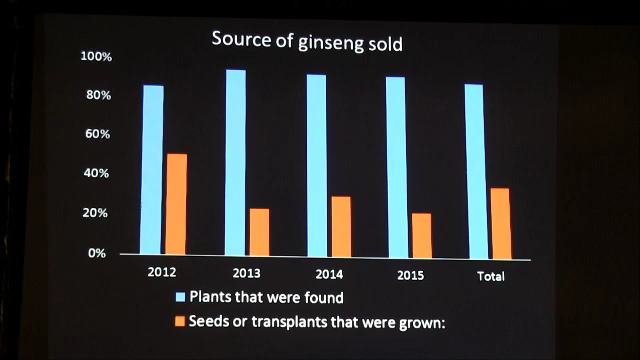 Source of ginseng sold
100%
80%
60%
40%
20%
0%
2012 2013 2014 2015 Total
Plants that were found
Seeds or transplants that were grown: